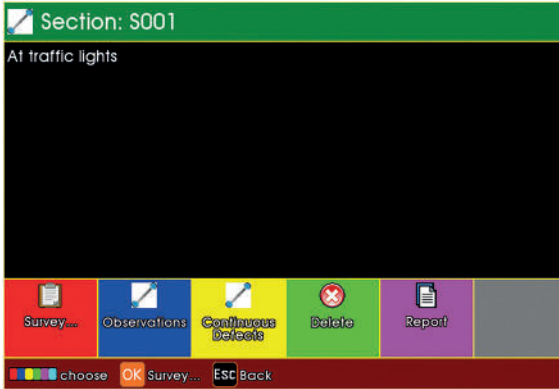 Section: S001
At traffic lights
Survey...
Observations
Continuous
Defects
Delete
Report
choose OK Survey... ESC Back